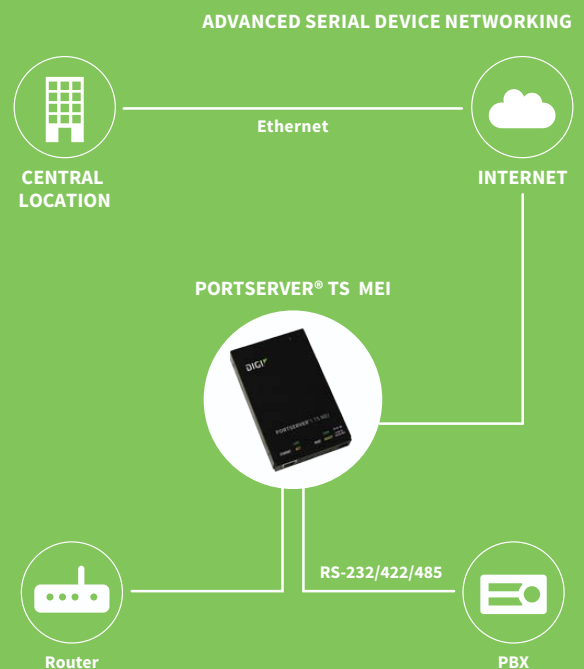 ADVANCED SERIAL DEVICE NETWORKING
Ethernet
CENTRAL
LOCATION
INTERNET
PORTSERVER® TS MEI
DIGI
PORTSERVER® TS MEI
RS-232/422/485
Router
PBX